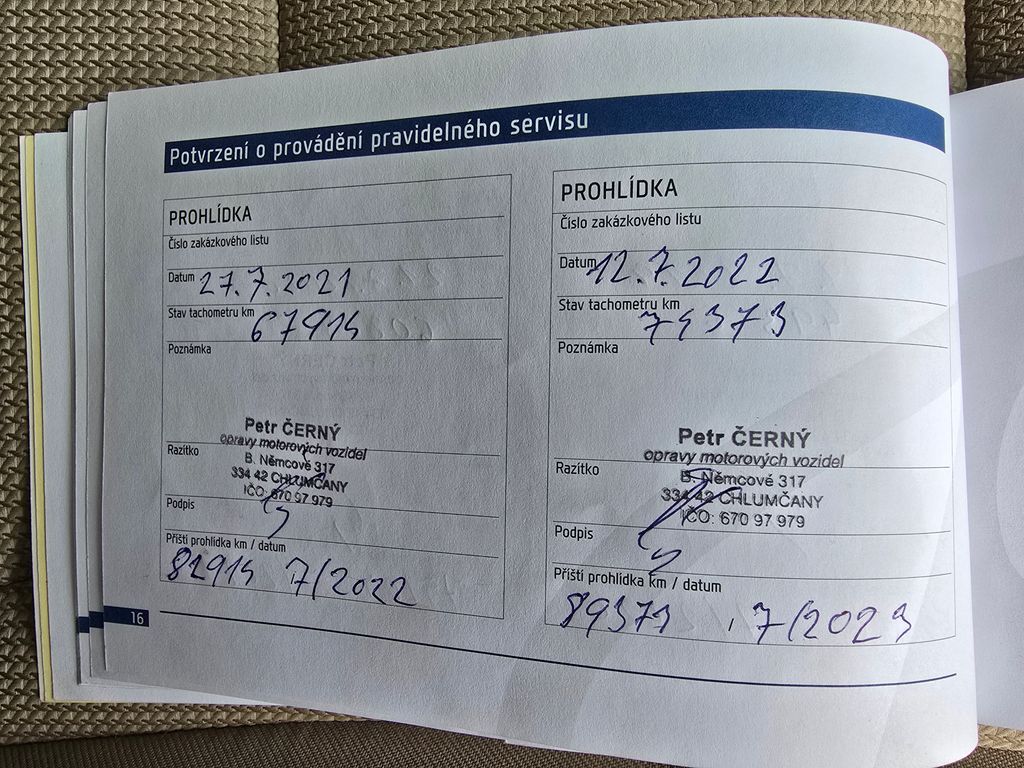 Potvrzení o provádění pravidelného servisu
PROHLÍDKA
Číslo zakázkového listu
Datum 27.7.2021
Stav tachometru km 67914
Poznámka
Petr ČERNÝ
opravy motorových vozidel
B. Němcové 317
Razítko
334 42 CHLUMČANY
IČO: 670 97 979
Podpis
Příští prohlídka km / datum
82914 7/2022
16
PROHLÍDKA
Číslo zakázkového listu
Datum 12.7.2022
Stav tachometru km 74373
Poznámka
Petr ČERNÝ
opravy motorových vozidel
Razítko
B. Němcové 317
334 42 CHLUMČANY
IČO: 670 97 979
Podpis
Příští prohlídka km / datum
89373 , 7/2023